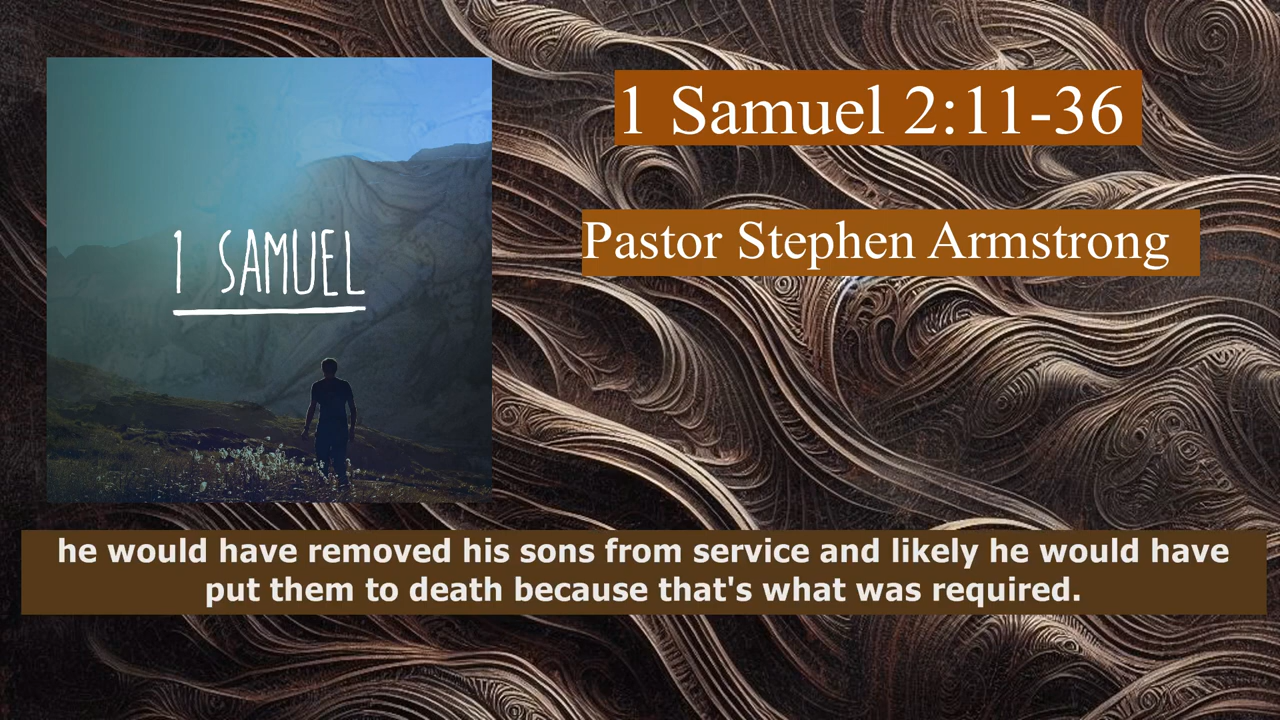 1 SAMUEL
1 Samuel 2:11-36
Pastor Stephen Armstrong
he would have removed his sons from service and likely he would have
put them to death because that's what was required.